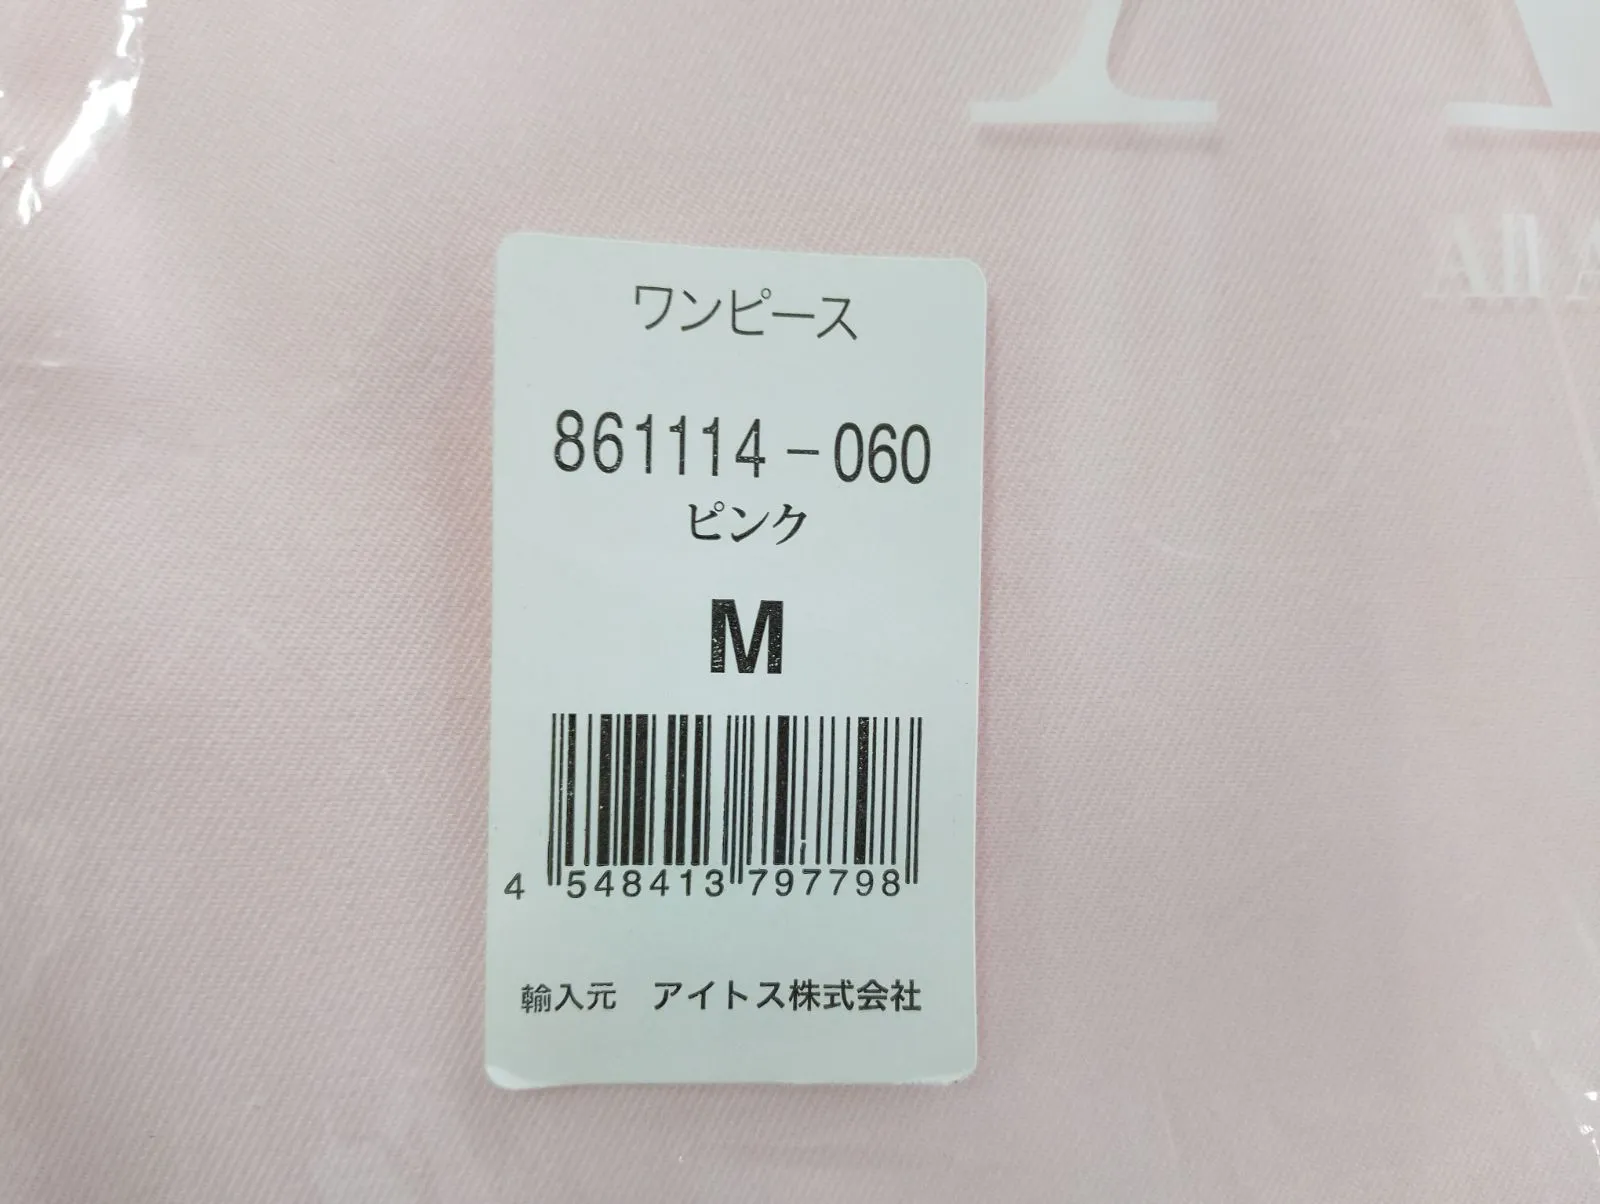 ワンピース
861114-060
ピンク
M
4 548413 797798
輸入元　アイトス株式会社